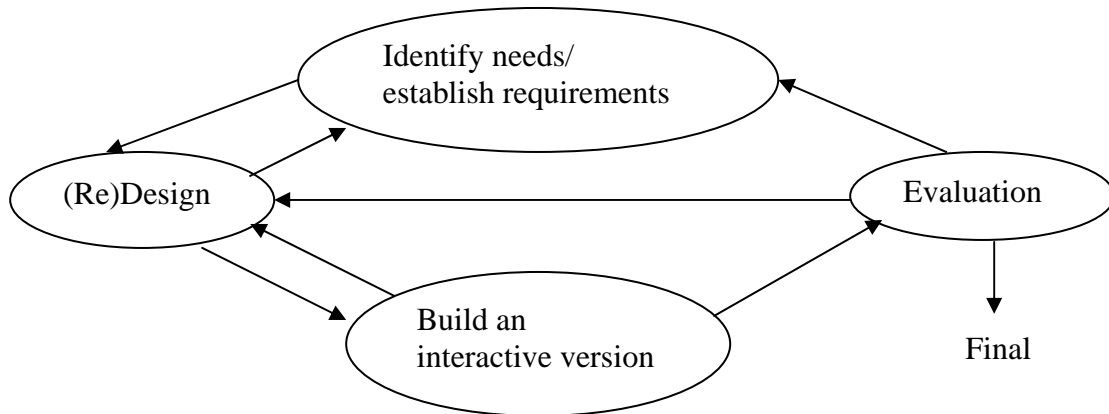 Identify needs/
establish requirements
(Re)Design
Evaluation
Build an
interactive version
Final